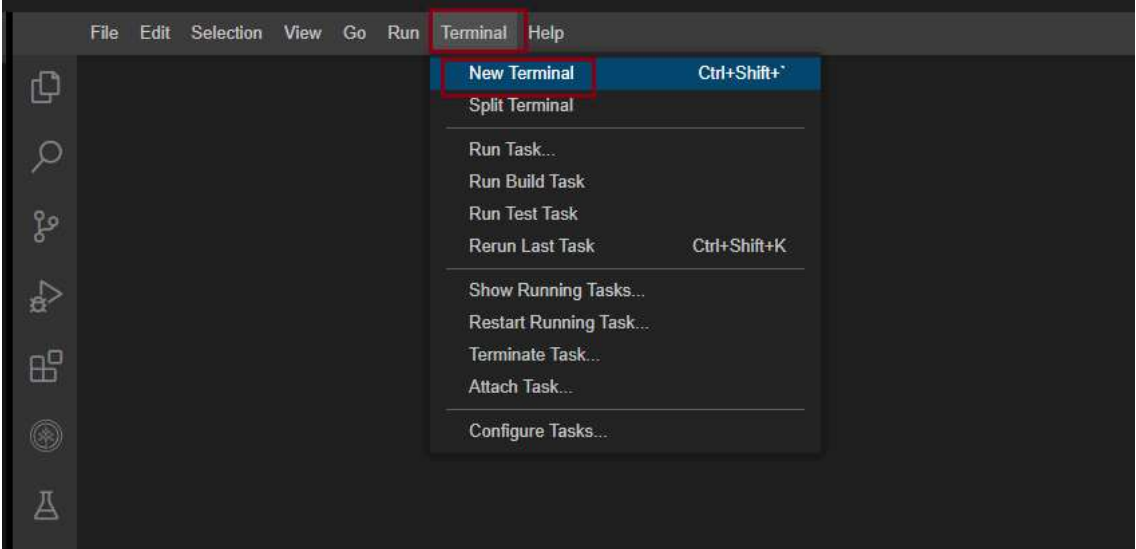 File Edit Selection View Go Run Terminal Help
New Terminal Ctrl+Shift+`
Split Terminal
Run Task...
Run Build Task
Run Test Task
Rerun Last Task Ctrl+Shift+K
Show Running Tasks...
Restart Running Task...
Terminate Task...
Attach Task...
Configure Tasks...